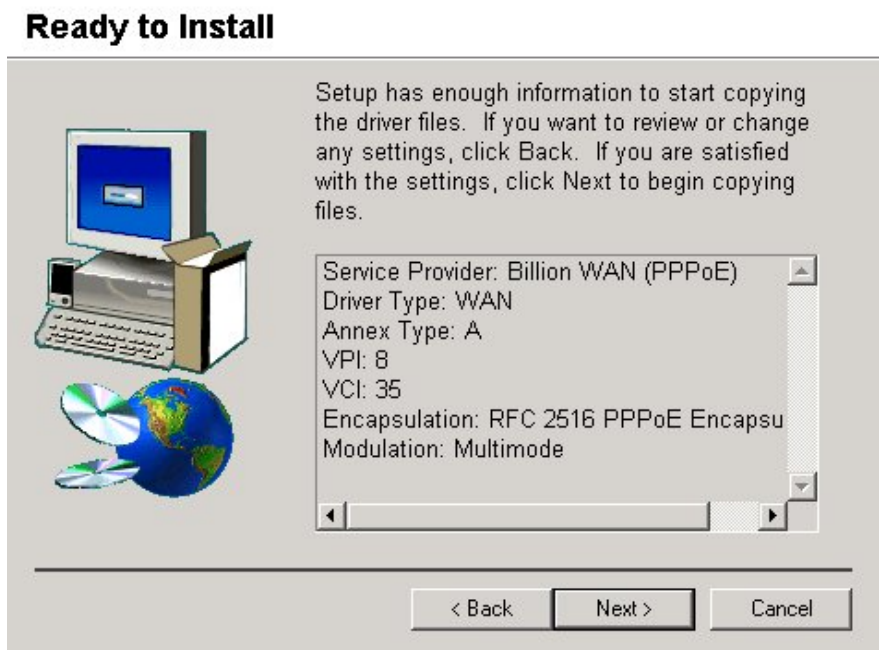 Ready to Install
Setup has enough information to start copying
the driver files.  If you want to review or change
any settings, click Back.  If you are satisfied
with the settings, click Next to begin copying
files.
Service Provider: Billion WAN (PPPoE)
Driver Type: WAN
Annex Type: A
VPI: 8
VCI: 35
Encapsulation: RFC 2516 PPPoE Encapsu
Modulation: Multimode
< Back
Next >
Cancel